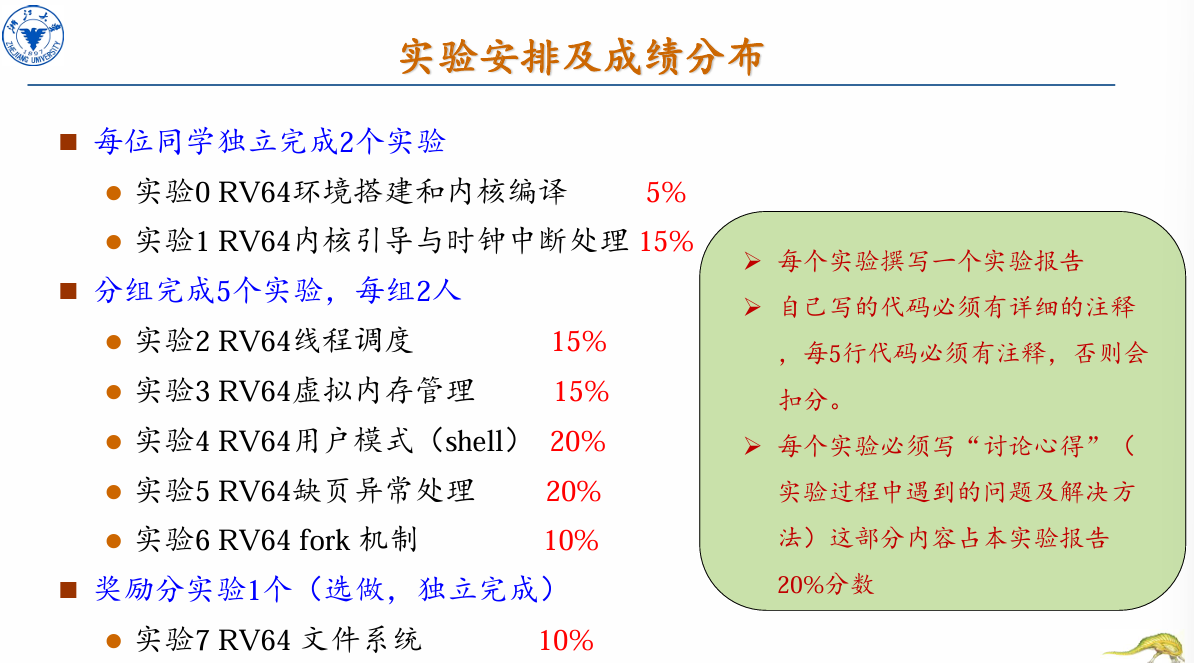 浙江大学
ZHEJIANG UNIVERSITY
1897
实验安排及成绩分布
每位同学独立完成2个实验
实验0 RV64环境搭建和内核编译 5%
实验1 RV64内核引导与时钟中断处理 15%
分组完成5个实验，每组2人
实验2 RV64线程调度 15%
实验3 RV64虚拟内存管理 15%
实验4 RV64用户模式（shell） 20%
实验5 RV64缺页异常处理 20%
实验6 RV64 fork 机制 10%
奖励分实验1个（选做，独立完成）
实验7 RV64 文件系统 10%
每个实验撰写一个实验报告
自己写的代码必须有详细的注释
，每5行代码必须有注释，否则会
扣分。
每个实验必须写“讨论心得”（
实验过程中遇到的问题及解决方
法）这部分内容占本实验报告
20%分数